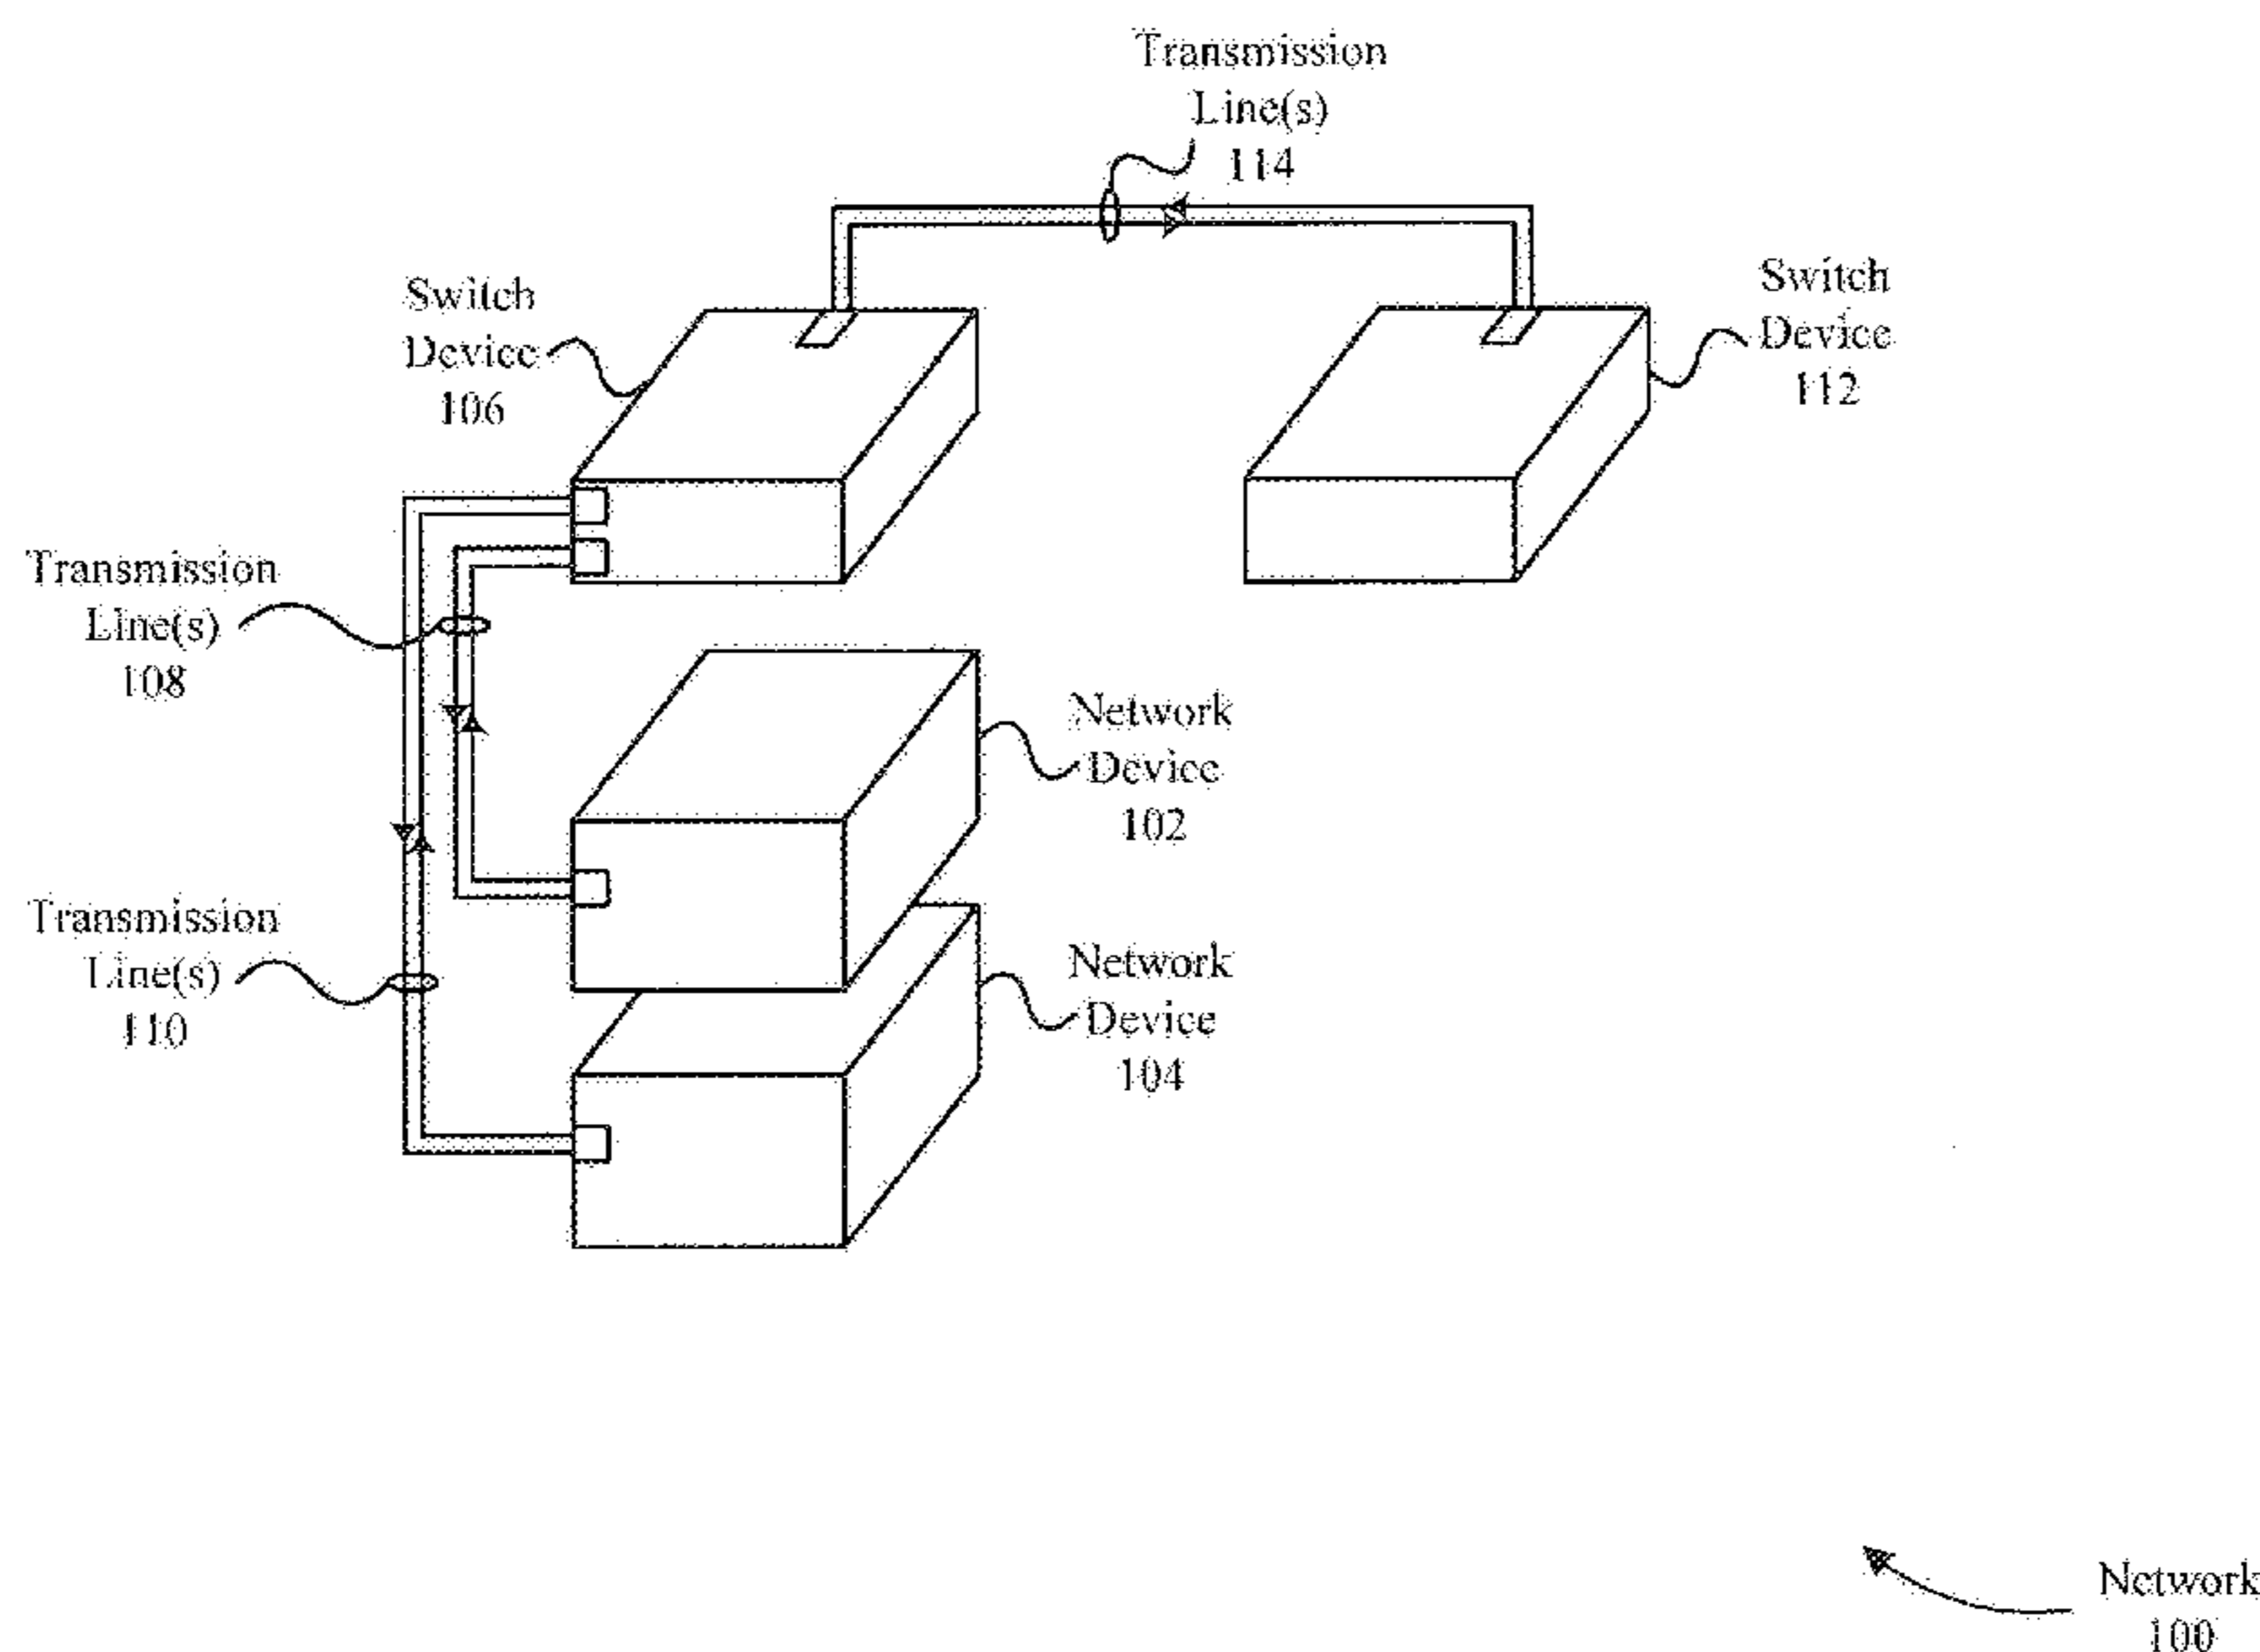 Transmission
Line(s)
114
Switch
Device
106
Switch
Device
112
Transmission
Line(s)
108
Network
Device
102
Transmission
Line(s)
110
Network
Device
104
Network
100